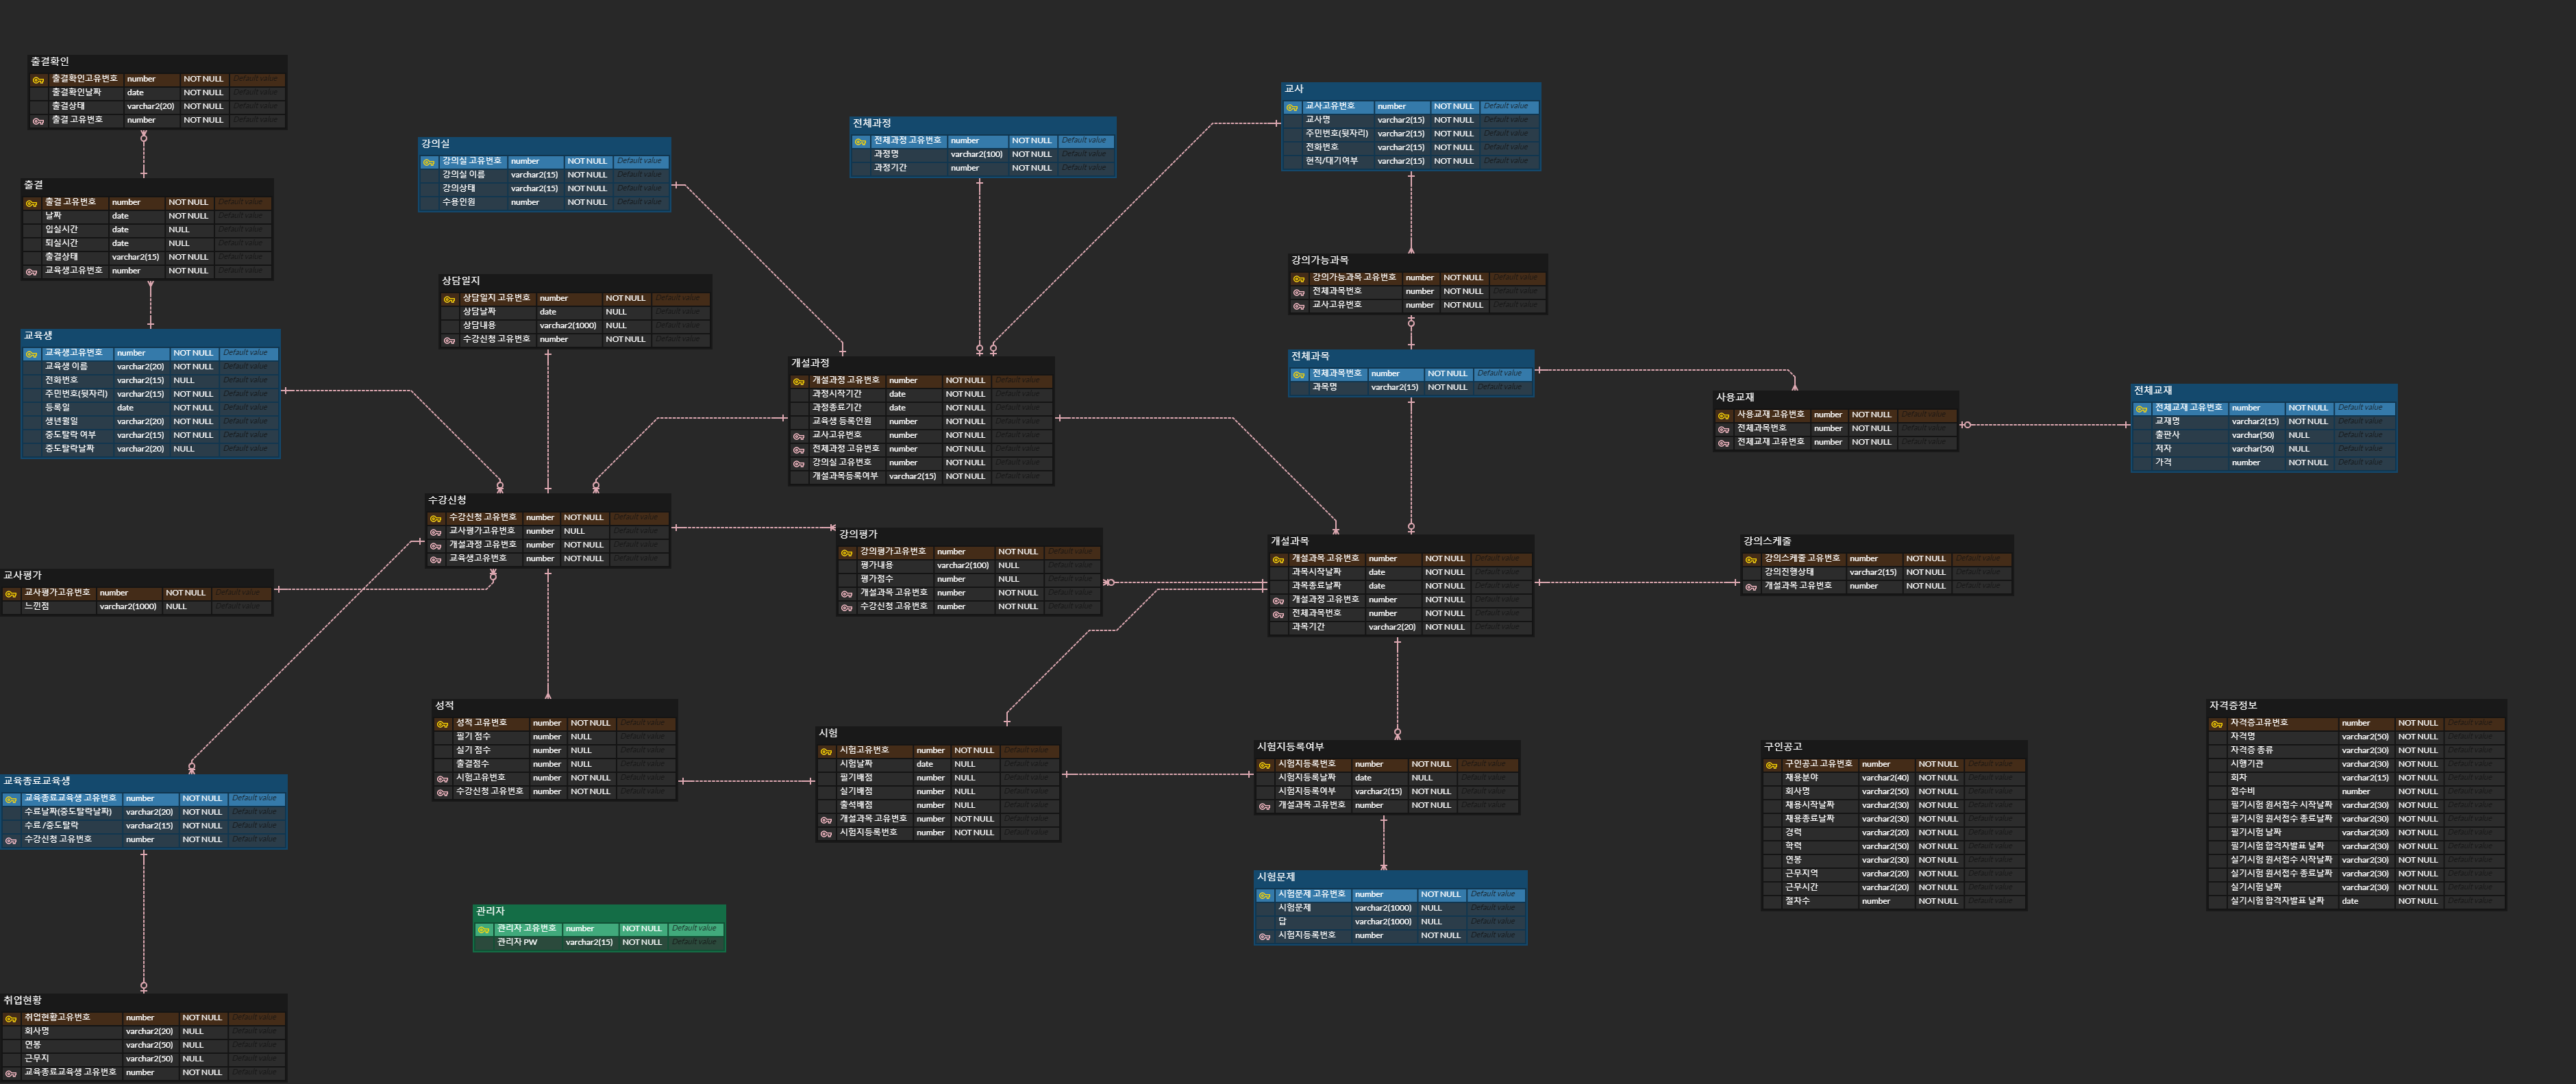 출결확인
출결확인고유번호 number NOT NULL Default value
출결확인날짜 date NOT NULL Default value
출결상태 varchar2(20) NOT NULL Default value
출결 고유번호 number NOT NULL Default value
출결
출결 고유번호 number NOT NULL Default value
날짜 date NOT NULL Default value
입실시간 date NULL Default value
퇴실시간 date NULL Default value
출결상태 varchar2(15) NOT NULL Default value
교육생고유번호 number NOT NULL Default value
교육생
교육생고유번호 number NOT NULL Default value
교육생 이름 varchar2(20) NOT NULL Default value
전화번호 varchar2(15) NULL Default value
주민번호(뒷자리) varchar2(15) NOT NULL Default value
등록일 date NOT NULL Default value
생년월일 varchar2(20) NOT NULL Default value
중도탈락 여부 varchar2(15) NOT NULL Default value
중도탈락날짜 varchar2(20) NULL Default value
강의실
강의실 고유번호 number NOT NULL Default value
강의실 이름 varchar2(15) NOT NULL Default value
강의상태 varchar2(15) NOT NULL Default value
수용인원 number NOT NULL Default value
상담일지
상담일지 고유번호 number NOT NULL Default value
상담날짜 date NULL Default value
상담내용 varchar2(1000) NULL Default value
수강신청 고유번호 number NOT NULL Default value
전체과정
전체과정 고유번호 number NOT NULL Default value
과정명 varchar2(100) NOT NULL Default value
과정기간 number NOT NULL Default value
교사
교사고유번호 number NOT NULL Default value
교사명 varchar2(15) NOT NULL Default value
주민번호(뒷자리) varchar2(15) NOT NULL Default value
전화번호 varchar2(15) NOT NULL Default value
현직/대기여부 varchar2(15) NOT NULL Default value
강의가능과목
강의가능과목 고유번호 number NOT NULL Default value
전체과목번호 number NOT NULL Default value
교사고유번호 number NOT NULL Default value
전체과목
전체과목번호 number NOT NULL Default value
과목명 varchar2(15) NOT NULL Default value
개설과정
개설과정 고유번호 number NOT NULL Default value
과정시작기간 date NOT NULL Default value
과정종료기간 date NOT NULL Default value
교육생 등록인원 number NOT NULL Default value
교사고유번호 number NOT NULL Default value
전체과정 고유번호 number NOT NULL Default value
강의실 고유번호 number NOT NULL Default value
개설과목등록여부 varchar2(15) NOT NULL Default value
사용교재
사용교재 고유번호 number NOT NULL Default value
전체과목번호 number NOT NULL Default value
전체교재 고유번호 number NOT NULL Default value
전체교재
전체교재 고유번호 number NOT NULL Default value
교재명 varchar2(15) NOT NULL Default value
출판사 varchar(50) NULL Default value
저자 varchar(50) NULL Default value
가격 number NOT NULL Default value
수강신청
수강신청 고유번호 number NOT NULL Default value
교사평가고유번호 number NULL Default value
개설과정 고유번호 number NOT NULL Default value
교육생고유번호 number NOT NULL Default value
강의평가
강의평가고유번호 number NOT NULL Default value
평가내용 varchar2(100) NULL Default value
평가점수 number NULL Default value
개설과목 고유번호 number NOT NULL Default value
수강신청 고유번호 number NOT NULL Default value
개설과목
개설과목 고유번호 number NOT NULL Default value
과목시작날짜 date NOT NULL Default value
과목종료날짜 date NOT NULL Default value
개설과정 고유번호 number NOT NULL Default value
전체과목번호 number NOT NULL Default value
과목기간 varchar2(20) NOT NULL Default value
강의스케줄
강의스케줄 고유번호 number NOT NULL Default value
강의진행상태 varchar2(15) NOT NULL Default value
개설과목 고유번호 number NOT NULL Default value
교사평가
교사평가고유번호 number NOT NULL Default value
느낀점 varchar2(1000) NULL Default value
성적
성적 고유번호 number NOT NULL Default value
필기 점수 number NULL Default value
실기 점수 number NULL Default value
출결점수 number NULL Default value
시험고유번호 number NOT NULL Default value
수강신청 고유번호 number NOT NULL Default value
시험
시험고유번호 number NOT NULL Default value
시험날짜 date NULL Default value
필기배점 number NULL Default value
실기배점 number NULL Default value
출석배점 number NULL Default value
개설과목 고유번호 number NOT NULL Default value
시험지등록번호 number NOT NULL Default value
시험지등록여부
시험지등록번호 number NOT NULL Default value
시험지등록날짜 date NULL Default value
시험지등록여부 varchar2(15) NOT NULL Default value
개설과목 고유번호 number NOT NULL Default value
구인공고
구인공고 고유번호 number NOT NULL Default value
채용분야 varchar2(40) NOT NULL Default value
회사명 varchar2(50) NOT NULL Default value
채용시작날짜 varchar2(30) NOT NULL Default value
채용종료날짜 varchar2(30) NOT NULL Default value
경력 varchar2(20) NOT NULL Default value
학력 varchar2(50) NOT NULL Default value
연봉 varchar2(30) NOT NULL Default value
근무지역 varchar2(20) NOT NULL Default value
근무시간 varchar2(20) NOT NULL Default value
절차수 number NOT NULL Default value
자격증정보
자격증고유번호 number NOT NULL Default value
자격명 varchar2(50) NOT NULL Default value
자격증 종류 varchar2(30) NOT NULL Default value
시행기관 varchar2(30) NOT NULL Default value
회차 varchar2(15) NOT NULL Default value
접수비 number NOT NULL Default value
필기시험 원서접수 시작날짜 varchar2(30) NOT NULL Default value
필기시험 원서접수 종료날짜 varchar2(30) NOT NULL Default value
필기시험 날짜 varchar2(30) NOT NULL Default value
필기시험 합격자발표 날짜 varchar2(30) NOT NULL Default value
실기시험 원서접수 시작날짜 varchar2(30) NOT NULL Default value
실기시험 원서접수 종료날짜 varchar2(30) NOT NULL Default value
실기시험 날짜 varchar2(30) NOT NULL Default value
실기시험 합격자발표 날짜 date NOT NULL Default value
교육종료교육생
교육종료교육생 고유번호 number NOT NULL Default value
수료날짜(중도탈락날짜) varchar2(20) NOT NULL Default value
수료 /중도탈락 varchar2(15) NOT NULL Default value
수강신청 고유번호 number NOT NULL Default value
시험문제
시험문제 고유번호 number NOT NULL Default value
시험문제 varchar2(1000) NULL Default value
답 varchar2(1000) NULL Default value
시험지등록번호 number NOT NULL Default value
관리자
관리자 고유번호 number NOT NULL Default value
관리자 PW varchar2(15) NOT NULL Default value
취업현황
취업현황고유번호 number NOT NULL Default value
회사명 varchar2(20) NULL Default value
연봉 varchar2(50) NULL Default value
근무지 varchar2(50) NULL Default value
교육종료교육생 고유번호 number NOT NULL Default value